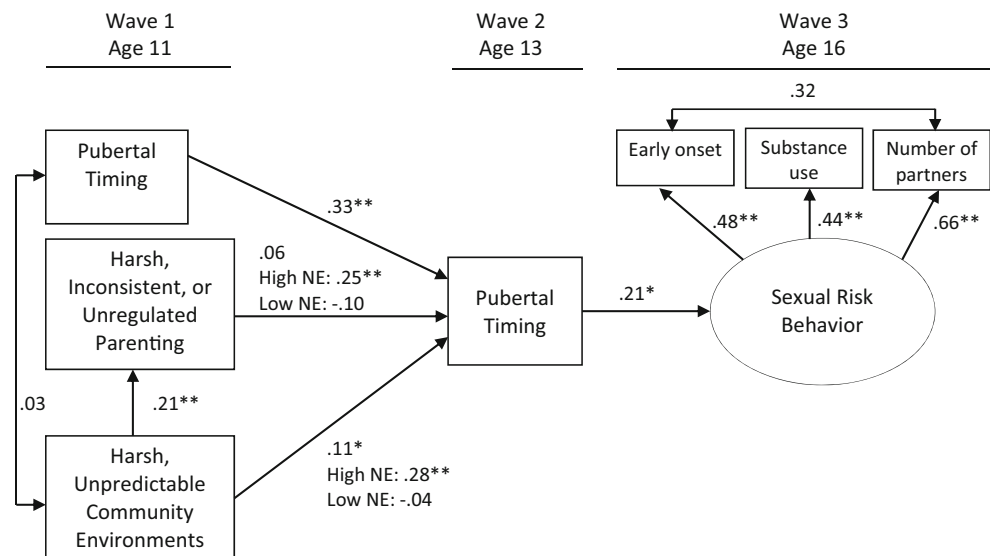 Wave 1
Age 11
Wave 2
Age 13
Wave 3
Age 16
.32
Early onset
Substance
use
Number of
partners
Pubertal
Timing
.33**
.48**
.44**
.66**
Harsh,
Inconsistent, or
Unregulated
Parenting
.06
High NE: .25**
Low NE: -.10
Pubertal
Timing
.21*
Sexual Risk
Behavior
.03
.21**
.11*
High NE: .28**
Low NE: -.04
Harsh,
Unpredictable
Community
Environments